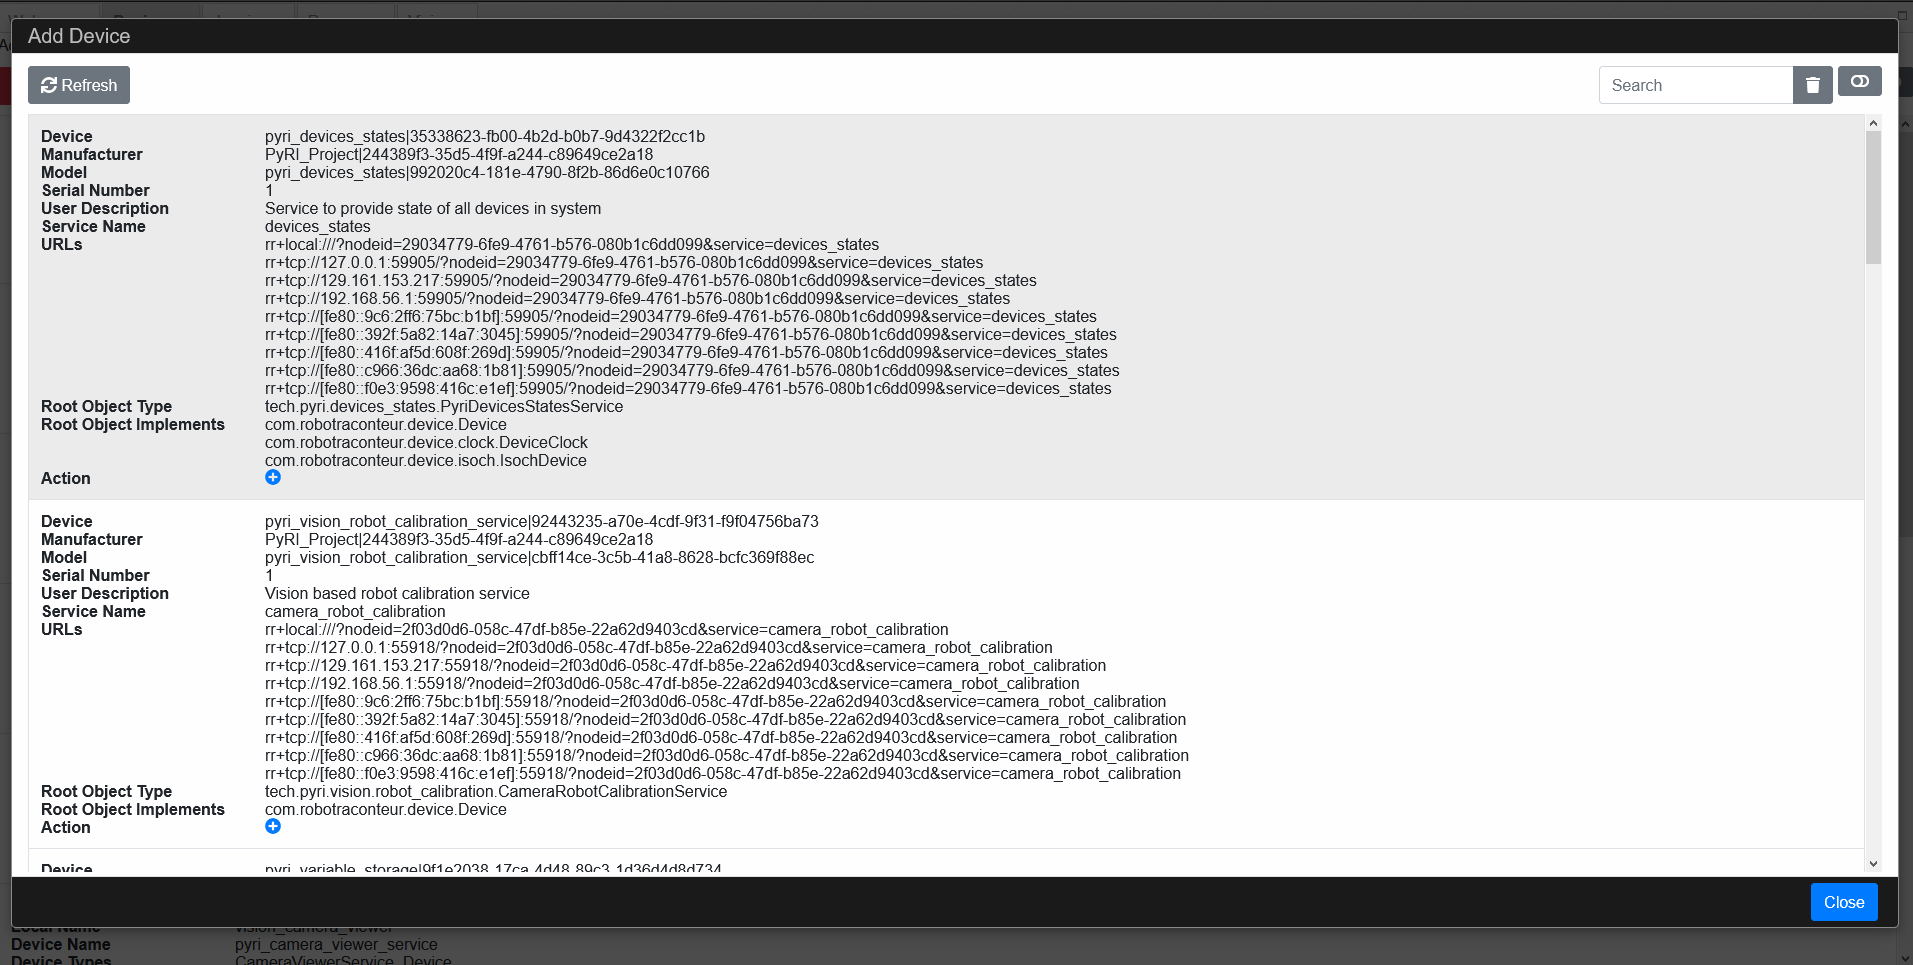 Add Device
Refresh
Search
Device pyri_devices_states|35338623-fb00-4b2d-b0b7-9d4322f2cc1b
Manufacturer PyRI_Project|244389f3-35d5-4f9f-a244-c89649ce2a18
Model pyri_devices_states|992020c4-181e-4790-8f2b-86d6e0c10766
Serial Number 1
User Description Service to provide state of all devices in system
Service Name devices_states
URLs rr+local:///?nodeid=29034779-6fe9-4761-b576-080b1c6dd099&service=devices_states
rr+tcp://127.0.0.1:59905/?nodeid=29034779-6fe9-4761-b576-080b1c6dd099&service=devices_states
rr+tcp://129.161.153.217:59905/?nodeid=29034779-6fe9-4761-b576-080b1c6dd099&service=devices_states
rr+tcp://192.168.56.1:59905/?nodeid=29034779-6fe9-4761-b576-080b1c6dd099&service=devices_states
rr+tcp://[fe80::9c6:2ff6:75bc:b1bf]:59905/?nodeid=29034779-6fe9-4761-b576-080b1c6dd099&service=devices_states
rr+tcp://[fe80::392f:5a82:14a7:3045]:59905/?nodeid=29034779-6fe9-4761-b576-080b1c6dd099&service=devices_states
rr+tcp://[fe80::416f:af5d:608f:269d]:59905/?nodeid=29034779-6fe9-4761-b576-080b1c6dd099&service=devices_states
rr+tcp://[fe80::c966:36dc:aa68:1b81]:59905/?nodeid=29034779-6fe9-4761-b576-080b1c6dd099&service=devices_states
rr+tcp://[fe80::f0e3:9598:416c:e1ef]:59905/?nodeid=29034779-6fe9-4761-b576-080b1c6dd099&service=devices_states
Root Object Type tech.pyri.devices_states.PyriDevicesStatesService
Root Object Implements com.robotraconteur.device.Device
com.robotraconteur.device.clock.DeviceClock
com.robotraconteur.device.isoch.IsochDevice
Action
Device pyri_vision_robot_calibration_service|92443235-a70e-4cdf-9f31-f9f04756ba73
Manufacturer PyRI_Project|244389f3-35d5-4f9f-a244-c89649ce2a18
Model pyri_vision_robot_calibration_service|cbff14ce-3c5b-41a8-8628-bcfc369f88ec
Serial Number 1
User Description Vision based robot calibration service
Service Name camera_robot_calibration
URLs rr+local:///?nodeid=2f03d0d6-058c-47df-b85e-22a62d9403cd&service=camera_robot_calibration
rr+tcp://127.0.0.1:55918/?nodeid=2f03d0d6-058c-47df-b85e-22a62d9403cd&service=camera_robot_calibration
rr+tcp://129.161.153.217:55918/?nodeid=2f03d0d6-058c-47df-b85e-22a62d9403cd&service=camera_robot_calibration
rr+tcp://192.168.56.1:55918/?nodeid=2f03d0d6-058c-47df-b85e-22a62d9403cd&service=camera_robot_calibration
rr+tcp://[fe80::9c6:2ff6:75bc:b1bf]:55918/?nodeid=2f03d0d6-058c-47df-b85e-22a62d9403cd&service=camera_robot_calibration
rr+tcp://[fe80::392f:5a82:14a7:3045]:55918/?nodeid=2f03d0d6-058c-47df-b85e-22a62d9403cd&service=camera_robot_calibration
rr+tcp://[fe80::416f:af5d:608f:269d]:55918/?nodeid=2f03d0d6-058c-47df-b85e-22a62d9403cd&service=camera_robot_calibration
rr+tcp://[fe80::c966:36dc:aa68:1b81]:55918/?nodeid=2f03d0d6-058c-47df-b85e-22a62d9403cd&service=camera_robot_calibration
rr+tcp://[fe80::f0e3:9598:416c:e1ef]:55918/?nodeid=2f03d0d6-058c-47df-b85e-22a62d9403cd&service=camera_robot_calibration
Root Object Type tech.pyri.vision.robot_calibration.CameraRobotCalibrationService
Root Object Implements com.robotraconteur.device.Device
Action
Device pyri_variable_storage|9f1e2038-17ca-4d48-89c3-1d36d4d8d734
Close
Local Name vision_camera_viewer
Device Name pyri_camera_viewer_service
Device Types CameraViewerService, Device